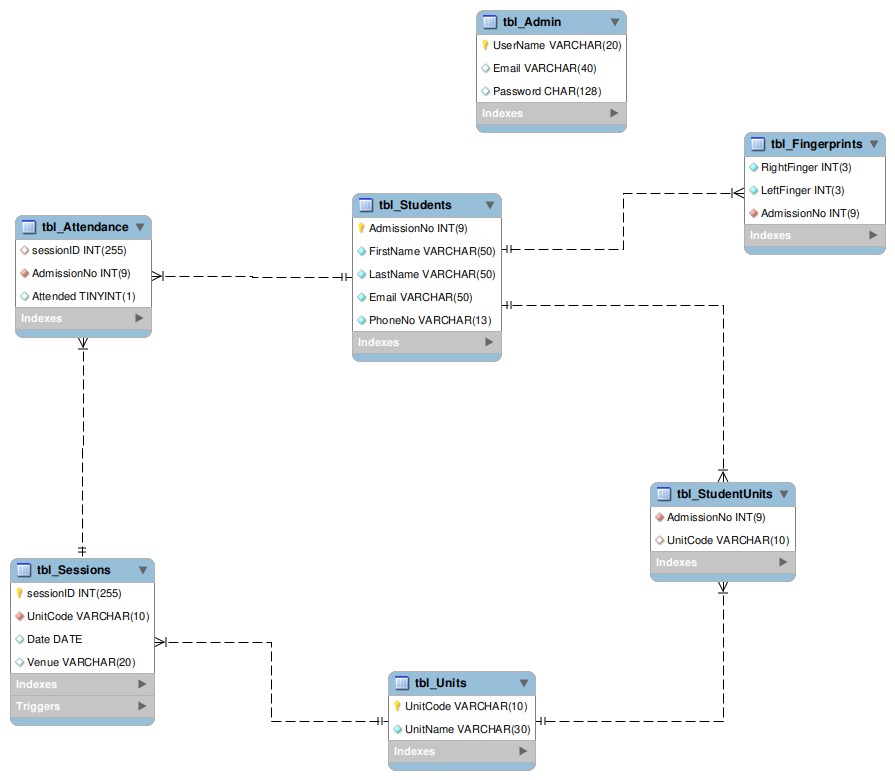 tbl_Admin
UserName VARCHAR(20)
Email VARCHAR(40)
Password CHAR(128)
Indexes
tbl_Fingerprints
RightFinger INT(3)
LeftFinger INT(3)
AdmissionNo INT(9)
Indexes
tbl_Students
AdmissionNo INT(9)
FirstName VARCHAR(50)
LastName VARCHAR(50)
Email VARCHAR(50)
PhoneNo VARCHAR(13)
Indexes
tbl_Attendance
sessionID INT(255)
AdmissionNo INT(9)
Attended TINYINT(1)
Indexes
tbl_StudentUnits
AdmissionNo INT(9)
UnitCode VARCHAR(10)
Indexes
tbl_Sessions
sessionID INT(255)
UnitCode VARCHAR(10)
Date DATE
Venue VARCHAR(20)
Indexes
Triggers
tbl_Units
UnitCode VARCHAR(10)
UnitName VARCHAR(30)
Indexes